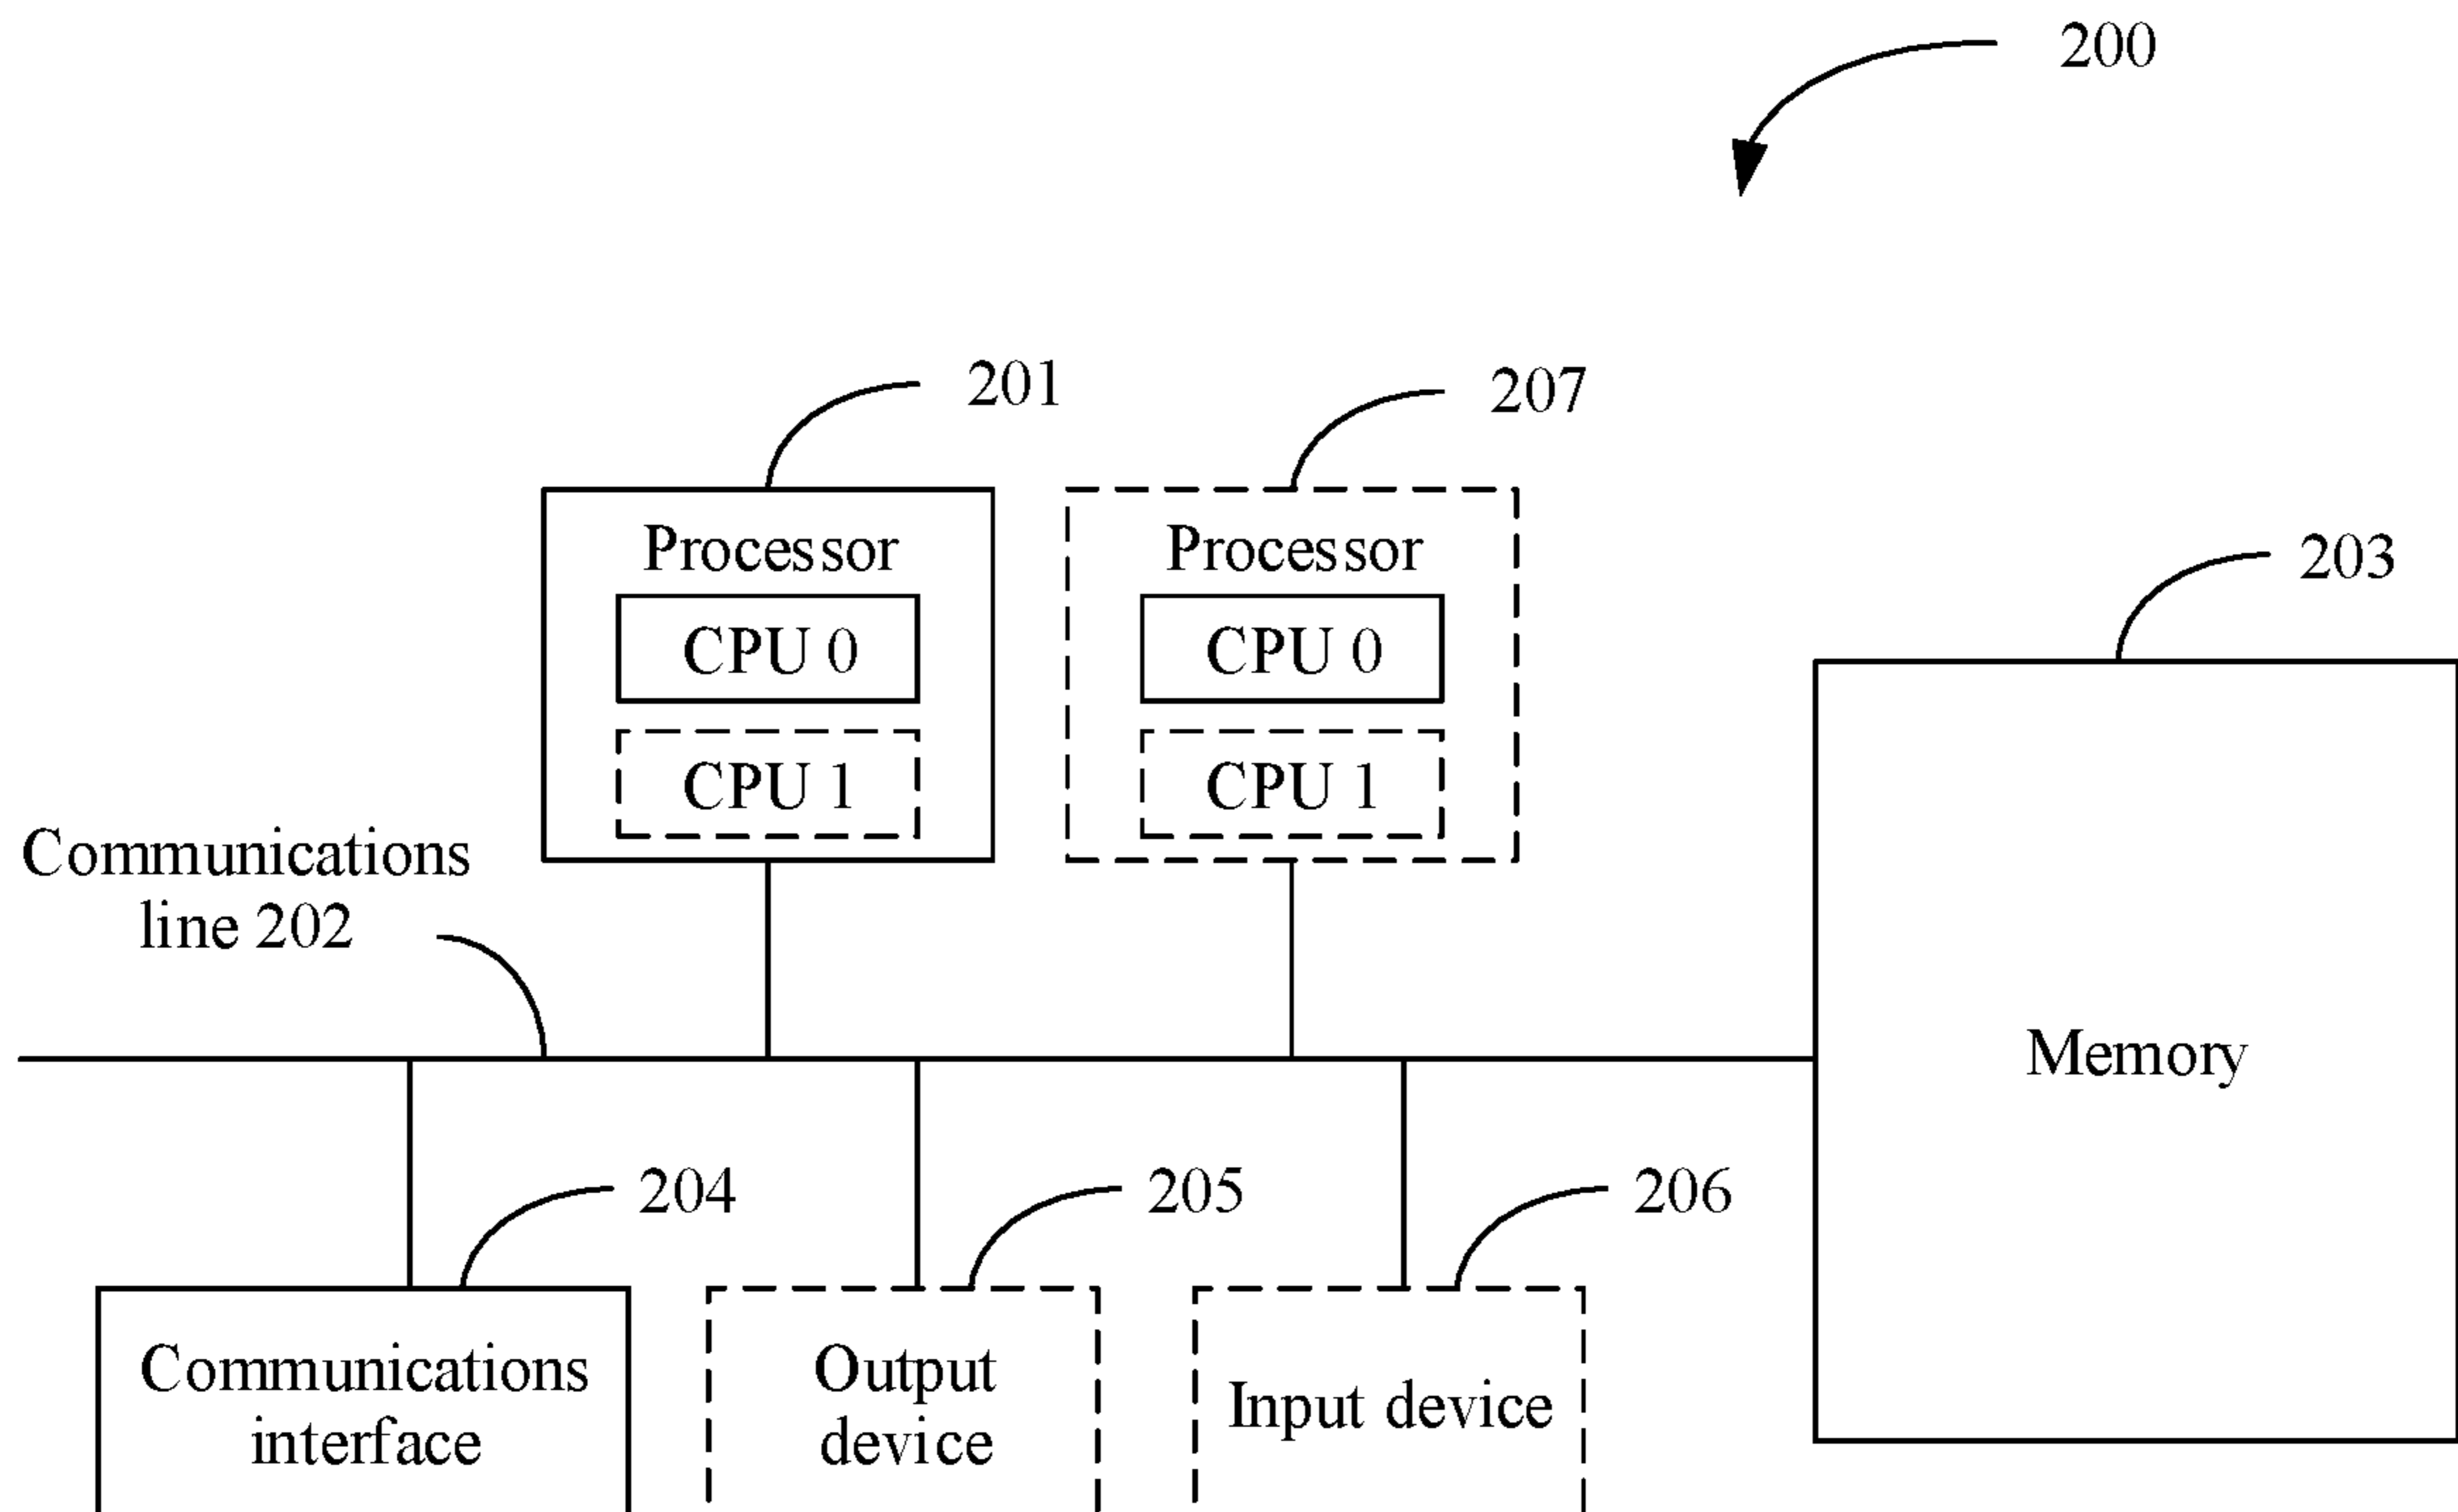 200
201
207
Processor
CPU 0
CPU 1
Processor
CPU 0
CPU 1
203
Communications
line 202
Memory
204
205
206
Communications
interface
Output
device
Input device